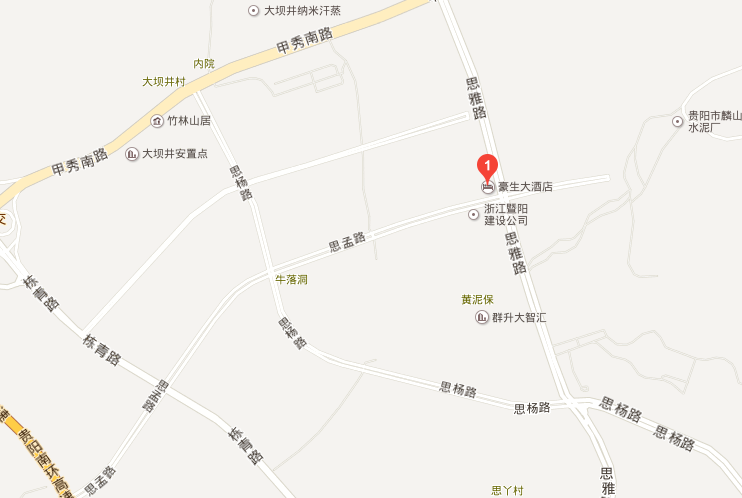 大坝井纳米汗蒸
甲秀南路
内院
大坝井村
思雅路
贵阳市麟山
水泥厂
竹林山居
大坝井安置点
甲秀南路
思杨路
1
豪生大酒店
浙江暨阳
建设公司
交
思孟路
思雅路
牛落洞
栋青路
黄泥保
群升大智汇
思杨路
栋青路
思孟路
思杨路
思杨路
思杨路
思杨路
栋青路
贵阳南环高速
思孟路
思雅
思丫村